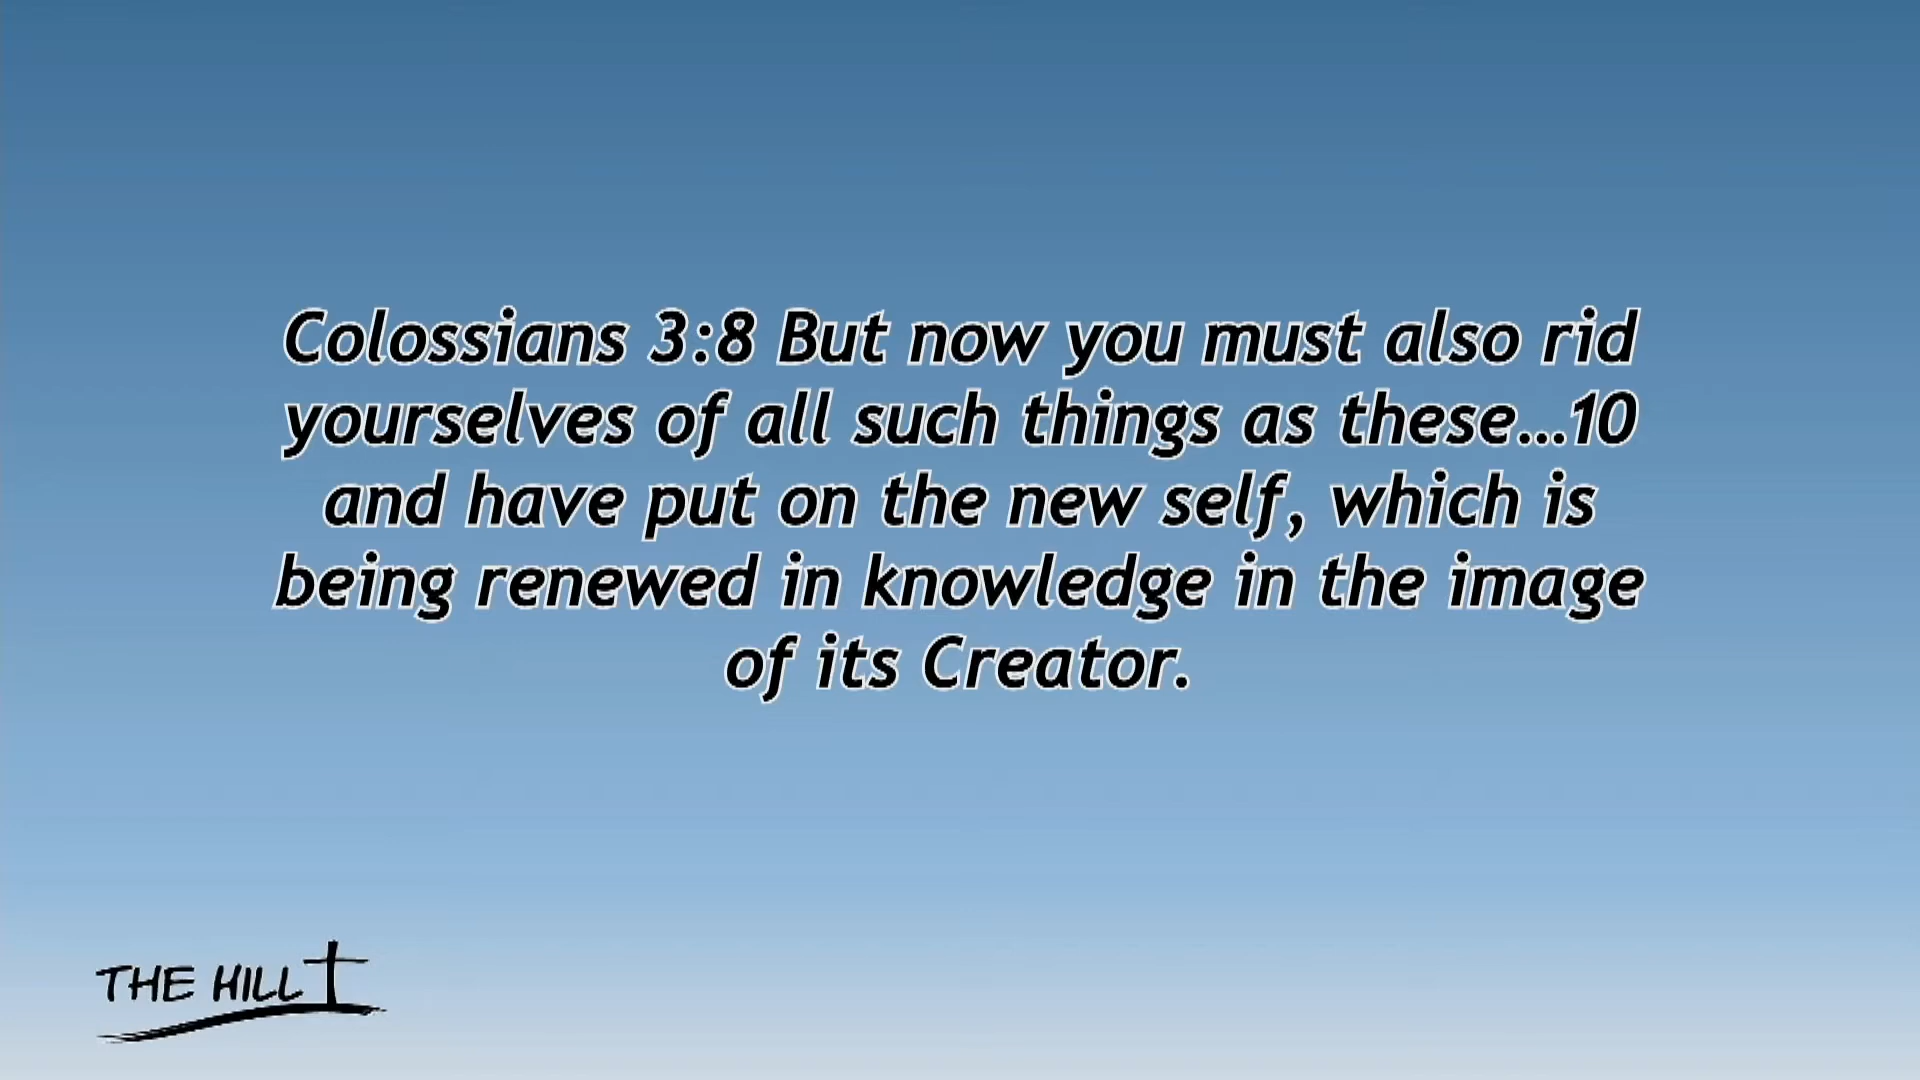 Colossians 3:8 But now you must also rid
yourselves of all such things as these...10
and have put on the new self, which is
being renewed in knowledge in the image
of its Creator.
THE HILL